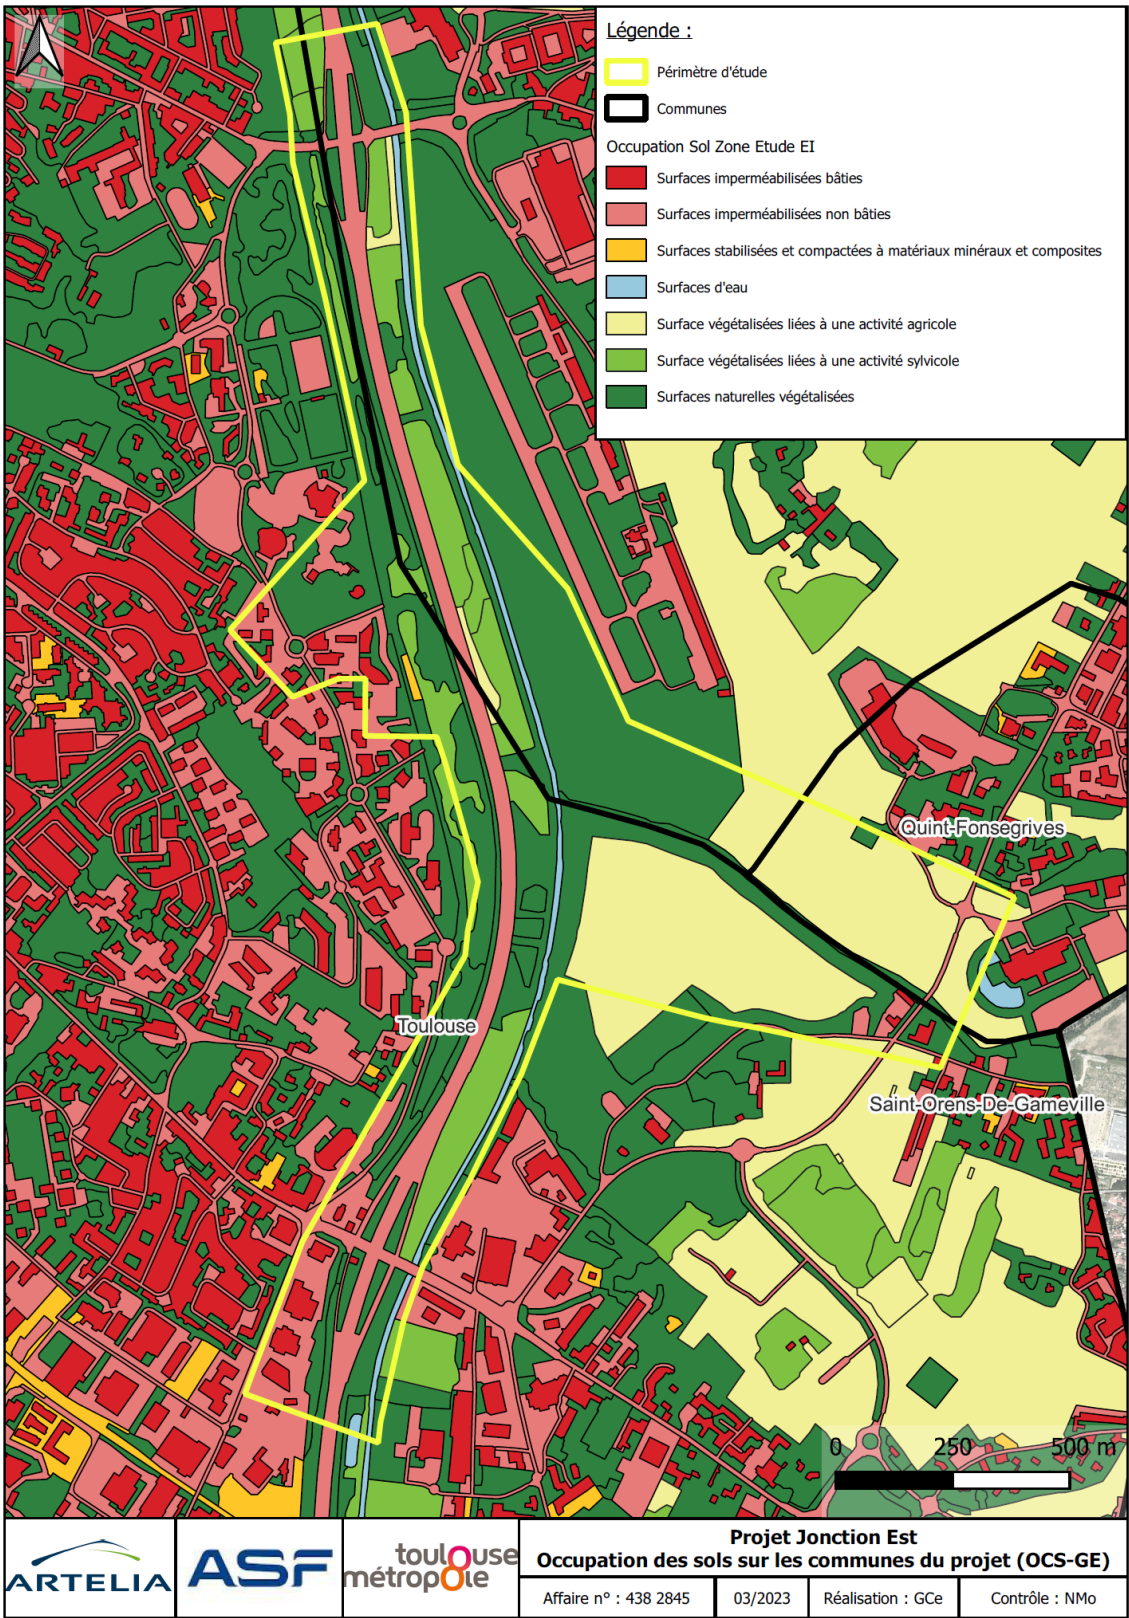 Légende :
Périmètre d'étude
Communes
Occupation Sol Zone Etude EI
Surfaces imperméabilisées bâties
Surfaces imperméabilisées non bâties
Surfaces stabilisées et compactées à matériaux minéraux et composites
Surfaces d'eau
Surface végétalisées liées à une activité agricole
Surface végétalisées liées à une activité sylvicole
Surfaces naturelles végétalisées
Quint-Fonsegrives
Toulouse
Saint-Orens-De-Gameville
0 250 500 m
ARTELIA
ASF
toulouse
métropole
Projet Jonction Est
Occupation des sols sur les communes du projet (OCS-GE)
Affaire n° : 438 2845
03/2023
Réalisation : GCe
Contrôle : NMo